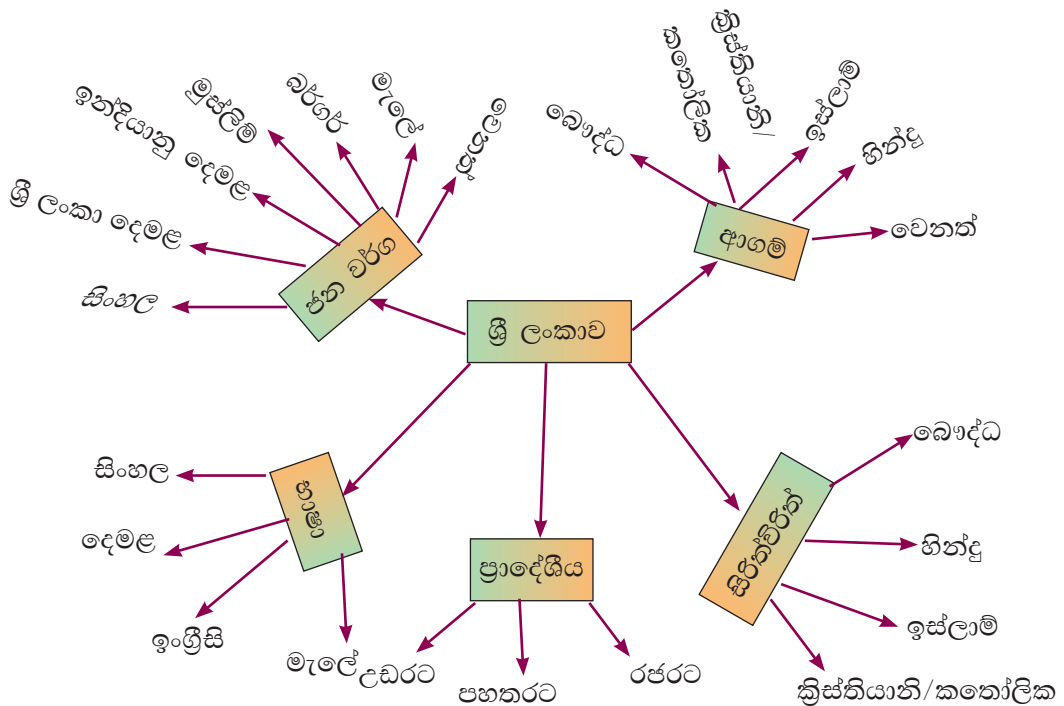 ශ්‍රී ලංකාව
ජන වර්ග
සිංහල
ශ්‍රී ලංකා දෙමළ
ඉන්දියානු දෙමළ
මුස්ලිම්
බර්ගර්
මැලේ
ආගම්
බෞද්ධ
ක්‍රිස්තියානි/
කතෝලික
ඉස්ලාම්
හින්දු
වෙනත්
භාෂා
සිංහල
දෙමළ
ඉංග්‍රීසි
මැලේ
ප්‍රාදේශීය
උඩරට
පහතරට
රජරට
සිරිත්විරිත්
බෞද්ධ
හින්දු
ඉස්ලාම්
ක්‍රිස්තියානි/කතෝලික